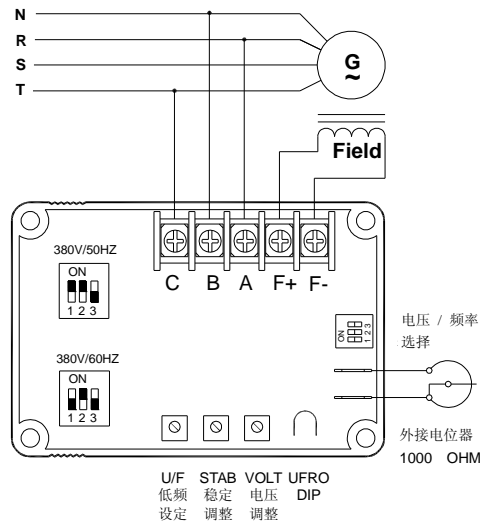 N
R
S
T
G
~
Field
380V/50HZ
ON
1 2 3
C B A F+ F-
380V/60HZ
ON
1 2 3
ON
1 2 3
电压 / 频率
选择
外接电位器
1000 OHM
U/F STAB VOLT UFRO
低频 稳定 电压 DIP
设定 调整 调整